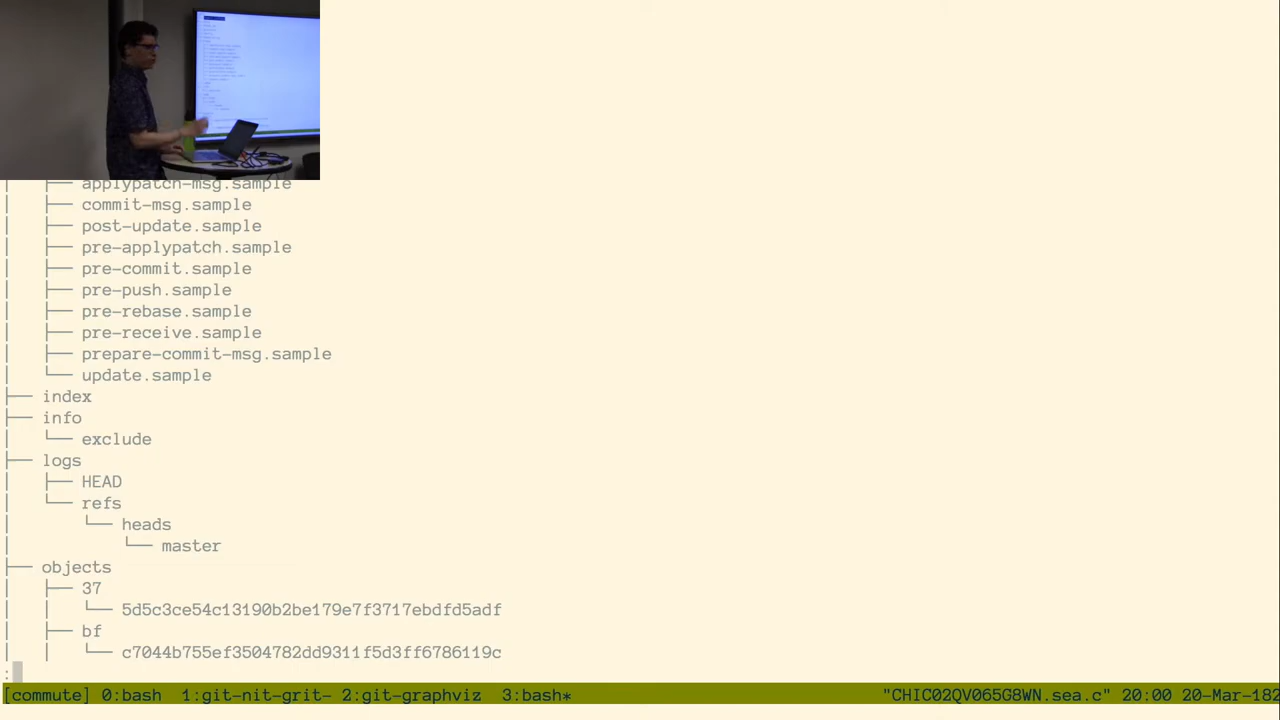 │   ├── applypatch-msg.sample
│   ├── commit-msg.sample
│   ├── post-update.sample
│   ├── pre-applypatch.sample
│   ├── pre-commit.sample
│   ├── pre-push.sample
│   ├── pre-rebase.sample
│   ├── pre-receive.sample
│   ├── prepare-commit-msg.sample
│   └── update.sample
├── index
├── info
│   └── exclude
├── logs
│   ├── HEAD
│   └── refs
│       └── heads
│           └── master
├── objects
│   ├── 37
│   │   └── 5d5c3ce54c13190b2be179e7f3717ebdfd5adf
│   ├── bf
│   │   └── c7044b755ef3504782dd9311f5d3ff6786119c
:
[commute] 0:bash  1:git-nit-grit- 2:git-graphviz  3:bash* "CHIC02QV065G8WN.sea.c" 20:00 20-Mar-182